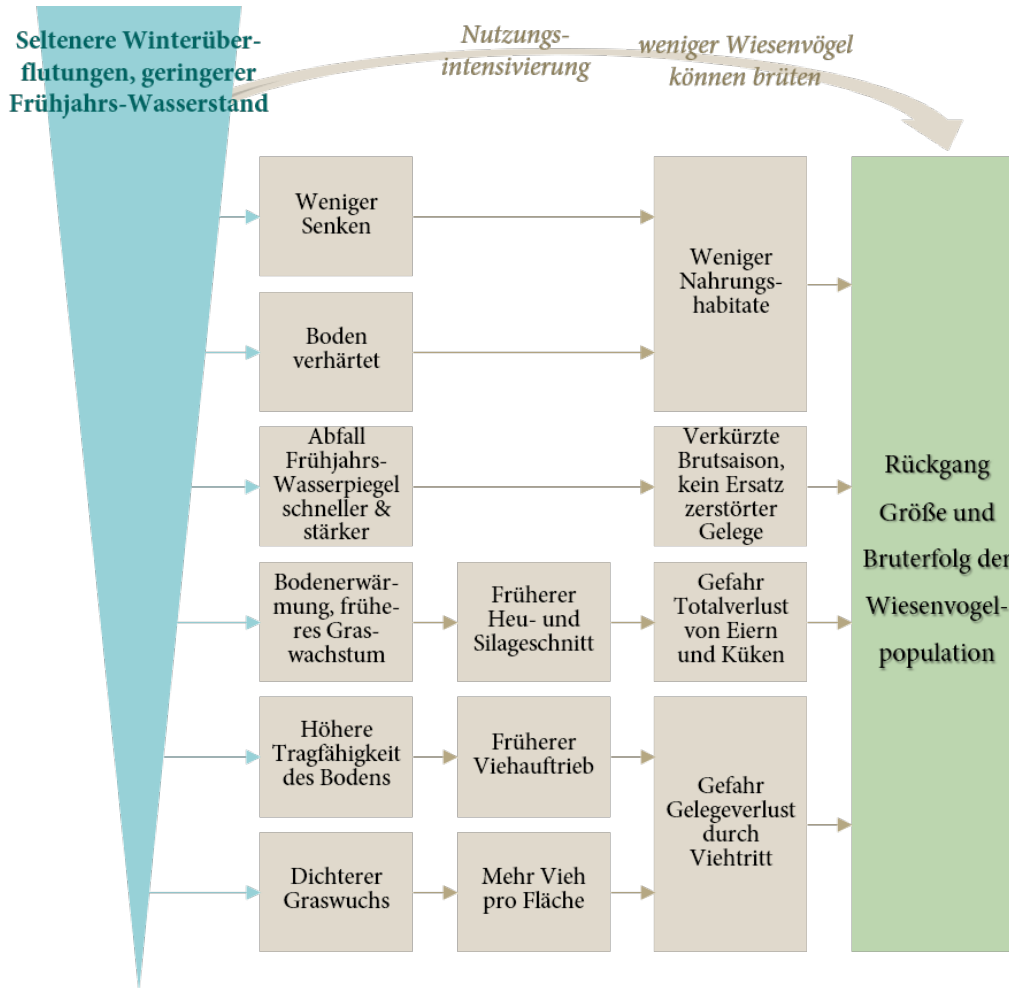 Seltenere Winterüber-
flutungen, geringerer
Frühjahrs-Wasserstand
Nutzungs-
intensivierung
weniger Wiesenvögel
können brüten
Weniger
Senken
Weniger
Nahrungs-
habitate
Boden
verhärtet
Abfall
Frühjahrs-
Wasserpiegel
schneller &
stärker
Verkürzte
Brutsaison,
kein Ersatz
zerstörter
Gelege
Bodenerwär-
mung, frühe-
res Gras-
wachstum
Früherer
Heu- und
Silageschnitt
Gefahr
Totalverlust
von Eiern
und Küken
Höhere
Tragfähigkeit
des Bodens
Früherer
Viehauftrieb
Gefahr
Gelegeverlust
durch
Viehtritt
Dichterer
Graswuchs
Mehr Vieh
pro Fläche
Rückgang
Größe und
Bruterfolg der
Wiesenvogel-
population